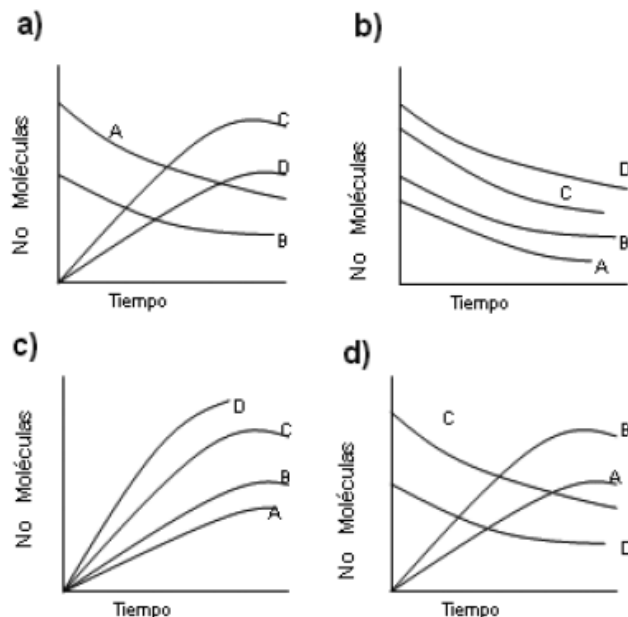 a)
No Moléculas
A
C
D
B
Tiempo
b)
No Moléculas
D
C
B
A
Tiempo
c)
No Moléculas
D
C
B
A
Tiempo
d)
No Moléculas
C
B
A
D
Tiempo